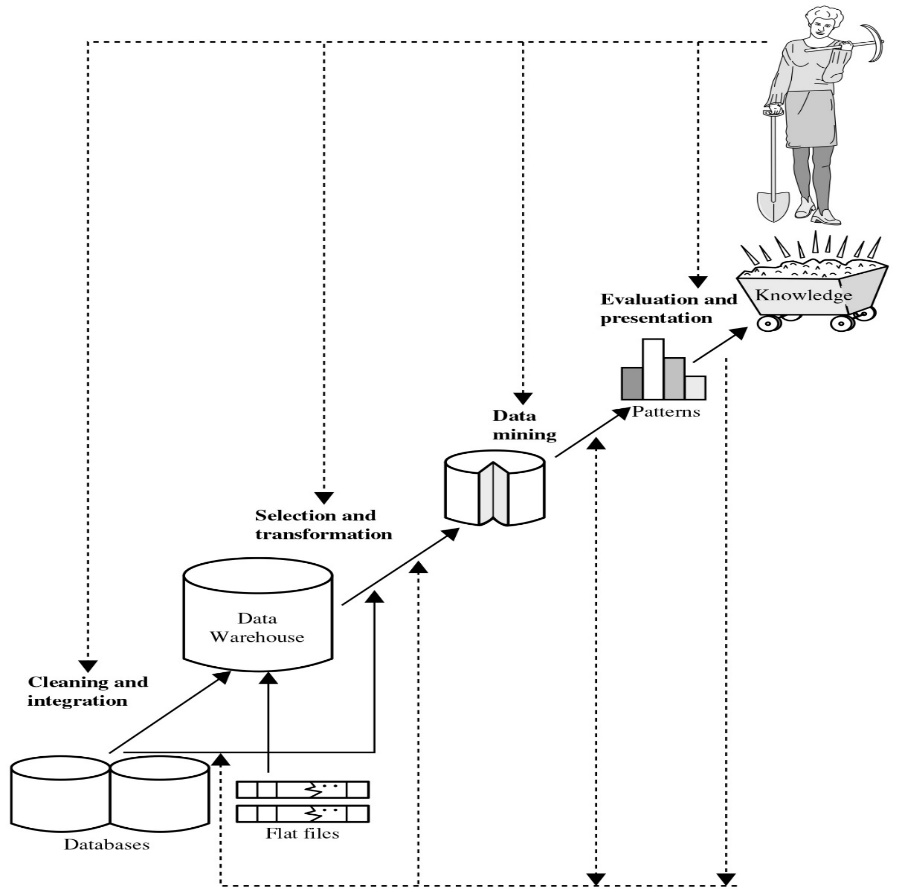 Knowledge
Evaluation and
presentation
Patterns
Data
mining
Selection and
transformation
Data
Warehouse
Cleaning and
integration
Flat files
Databases